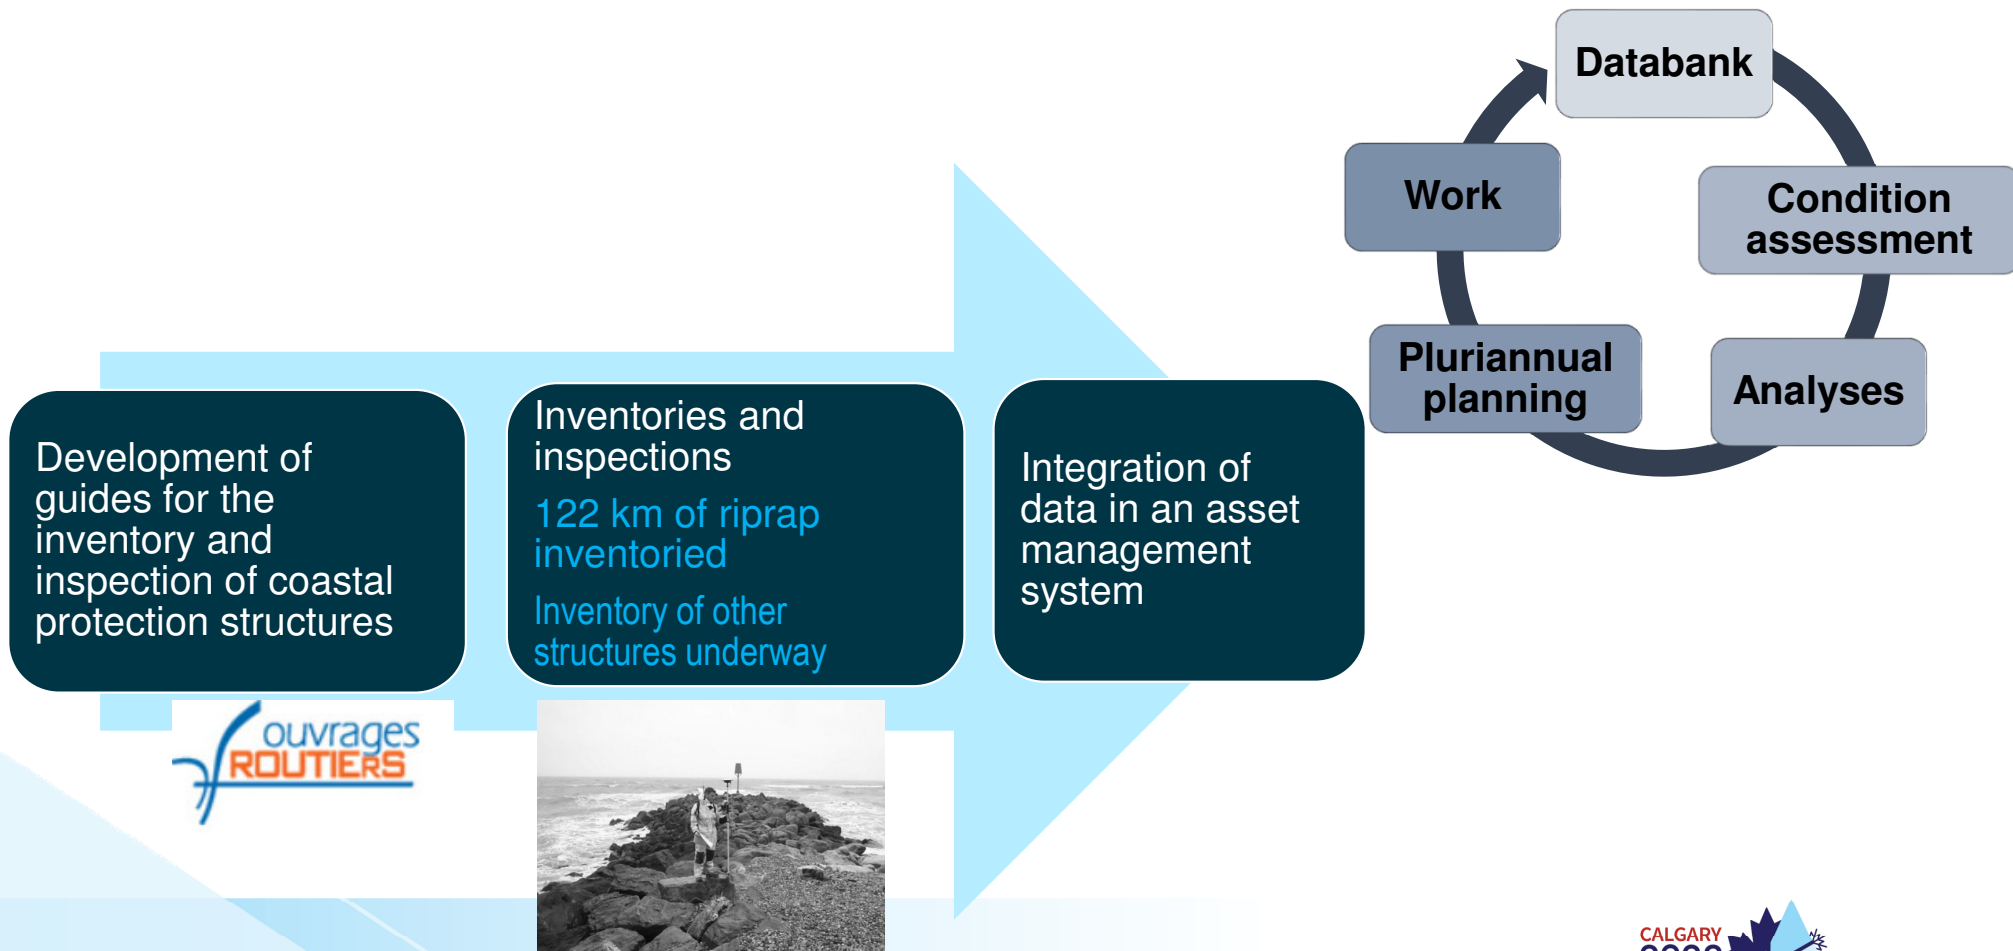 Databank
Condition
assessment
Analyses
Pluriannual
planning
Work
Development of
guides for the
inventory and
inspection of coastal
protection structures
Inventories and
inspections
122 km of riprap
inventoried
Inventory of other
structures underway
Integration of
data in an asset
management
system
ouvrages
ROUTIERS
CALGARY